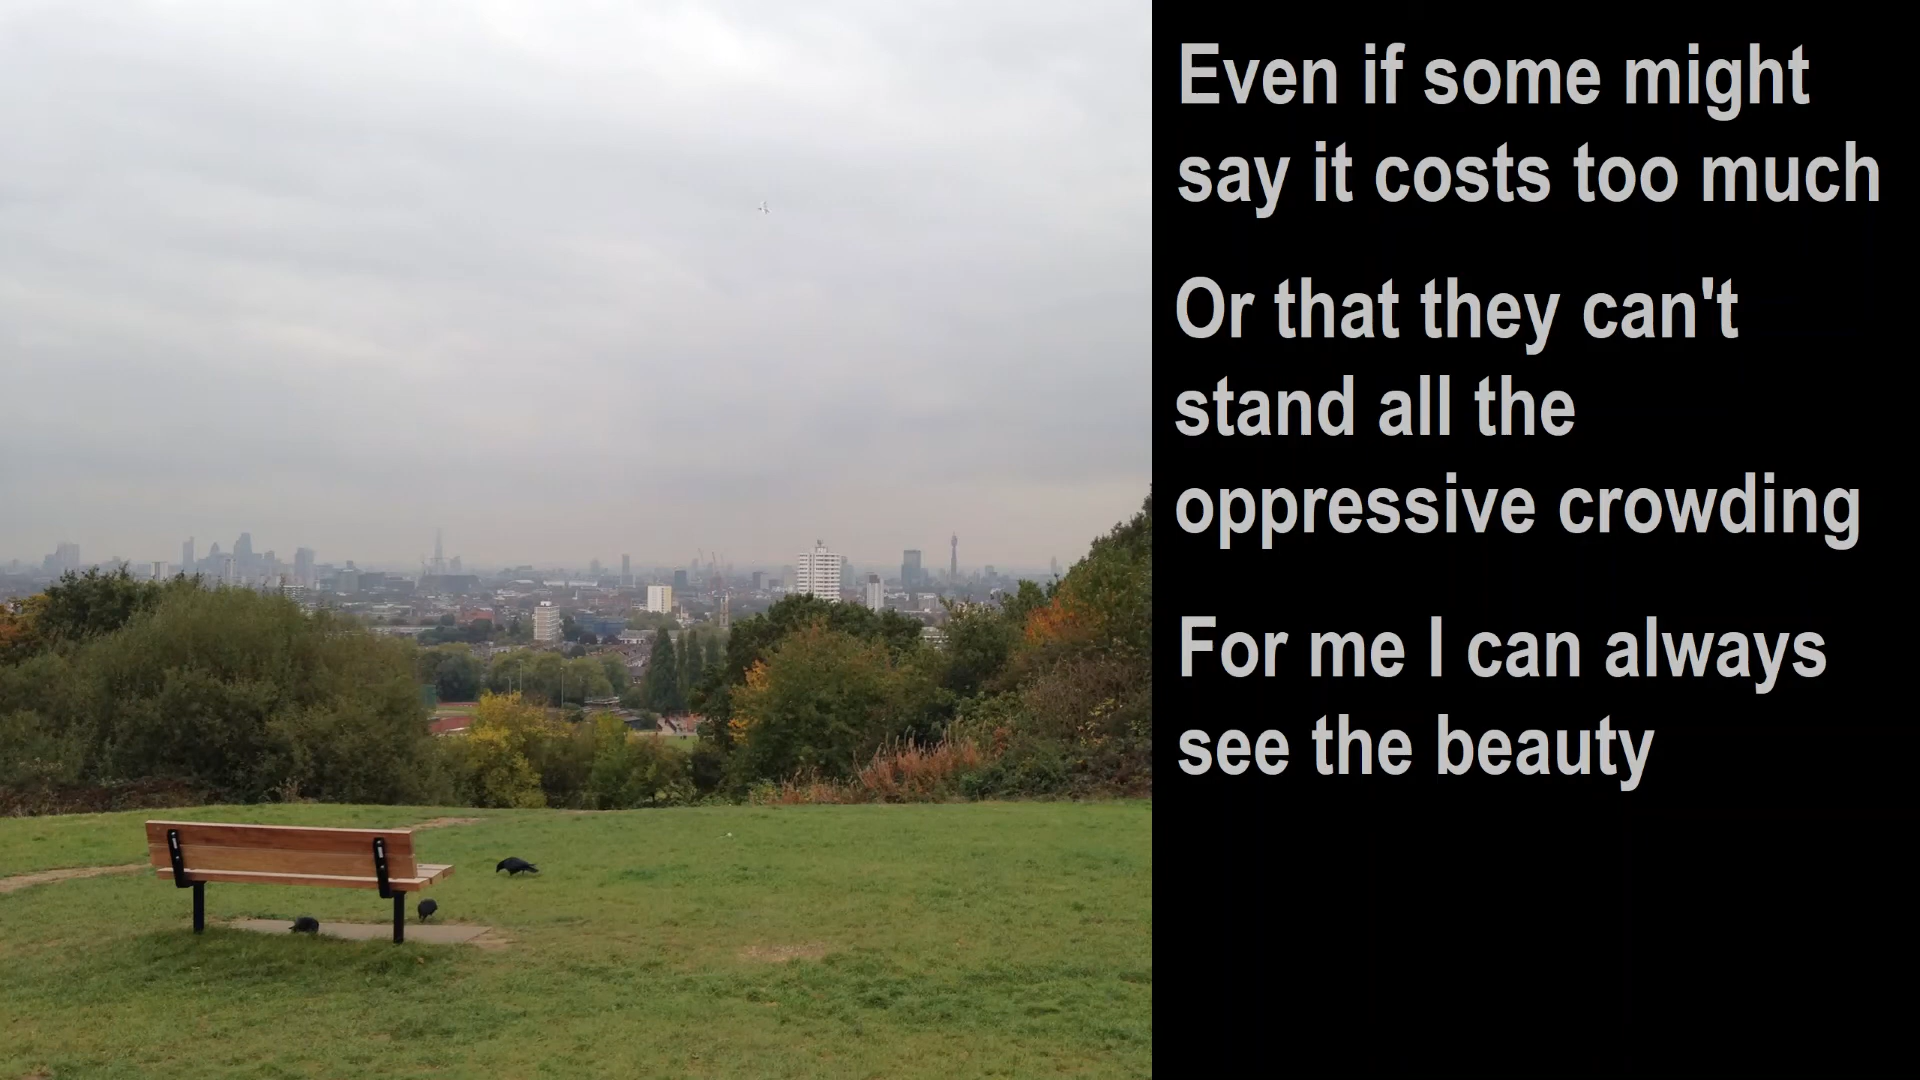 Even if some might
say it costs too much
Or that they can't
stand all the
oppressive crowding
For me I can always
see the beauty